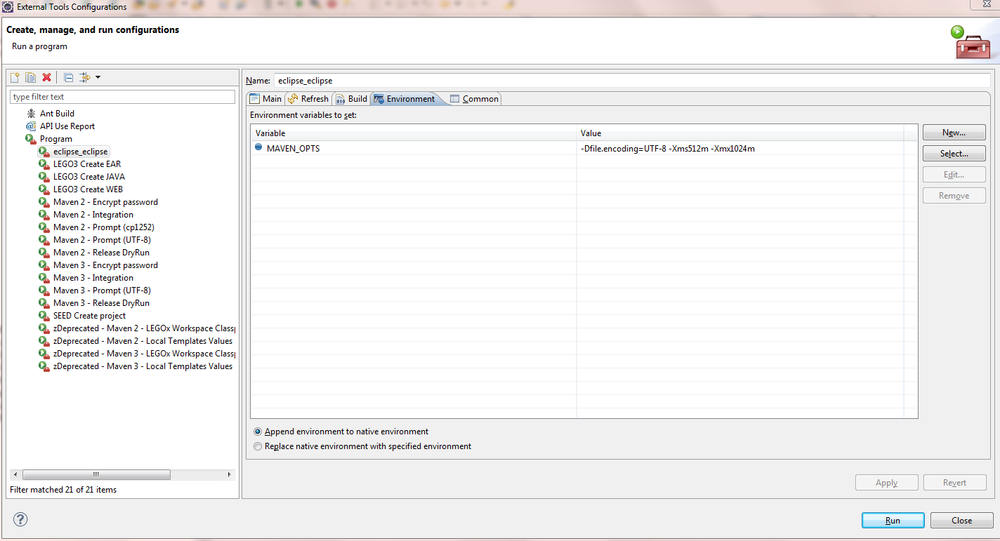 External Tools Configurations
Create, manage, and run configurations
Run a program
type filter text
Ant Build
API Use Report
Program
eclipse_eclipse
LEGO3 Create EAR
LEGO3 Create JAVA
LEGO3 Create WEB
Maven 2 - Encrypt password
Maven 2 - Integration
Maven 2 - Prompt (cp1252)
Maven 2 - Prompt (UTF-8)
Maven 2 - Release DryRun
Maven 3 - Encrypt password
Maven 3 - Integration
Maven 3 - Prompt (UTF-8)
Maven 3 - Release DryRun
SEED Create project
zDeprecated - Maven 2 - LEGOx Workspace Classp
zDeprecated - Maven 2 - Local Templates Values
zDeprecated - Maven 3 - LEGOx Workspace Classp
zDeprecated - Maven 3 - Local Templates Values
Filter matched 21 of 21 items
Name: eclipse_eclipse
Main Refresh Build Environment Common
Environment variables to set:
Variable Value
MAVEN_OPTS -Dfile.encoding=UTF-8 -Xms512m -Xmx1024m
New...
Select...
Edit...
Remove
Append environment to native environment
Replace native environment with specified environment
Apply Revert
Run Close